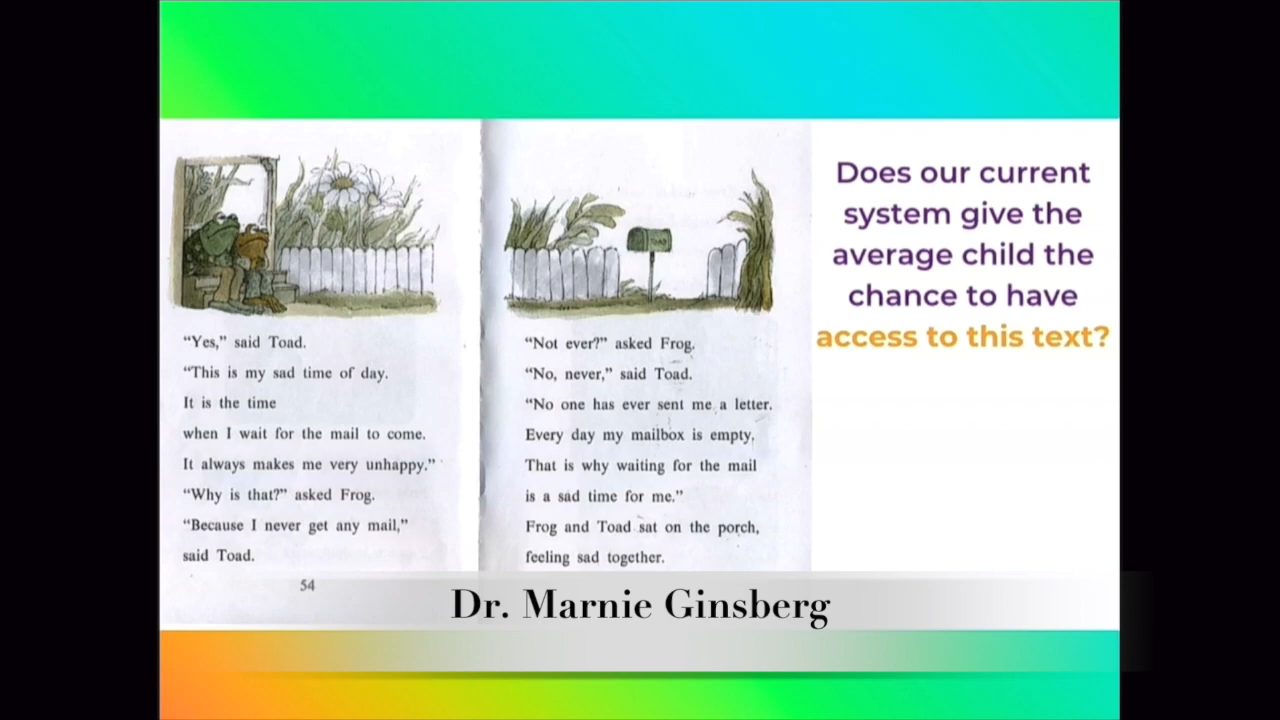 "Yes," said Toad.
"This is my sad time of day.
It is the time
when I wait for the mail to come.
It always makes me very unhappy."
"Why is that?" asked Frog.
"Because I never get any mail,"
said Toad.
54
"Not ever?" asked Frog.
"No, never," said Toad.
"No one has ever sent me a letter.
Every day my mailbox is empty.
That is why waiting for the mail
is a sad time for me."
Frog and Toad sat on the porch,
feeling sad together.
Does our current
system give the
average child the
chance to have
access to this text?
Dr. Marnie Ginsberg